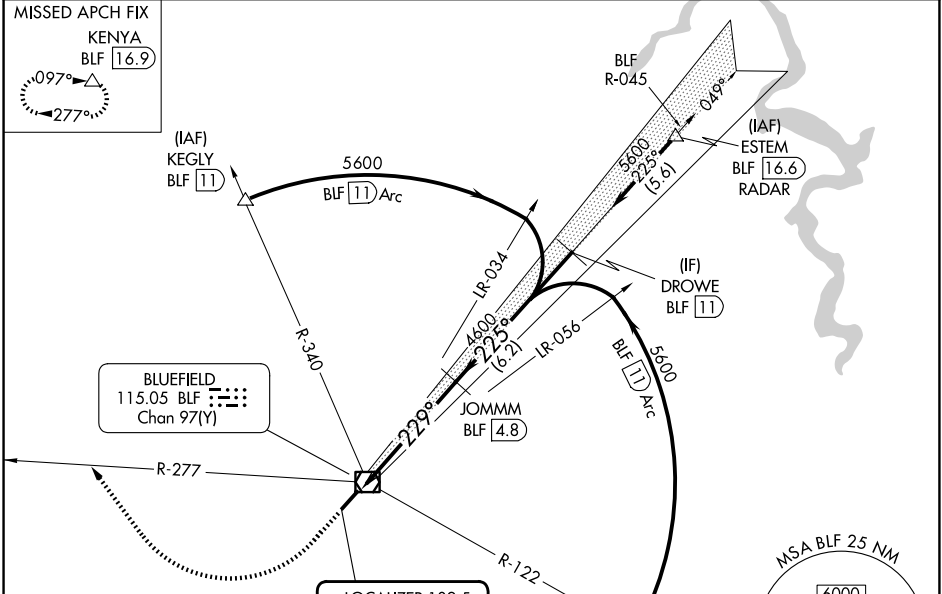 MISSED APCH FIX
KENYA
BLF 16.9
097°
277°
(IAF)
KEGLY
BLF 11
5600
BLF 11 Arc
BLF
R-045
049°
(IAF)
ESTEM
BLF 16.6
RADAR
5600
225°
(5.6)
LR-034
(IF)
DROWE
BLF 11
4600
225°
(6.2)
LR-056
5600
BLF 11 Arc
R-340
JOMMM
BLF 4.8
229°
BLUEFIELD
115.05 BLF
Chan 97(Y)
R-277
R-122
MSA BLF 25 NM